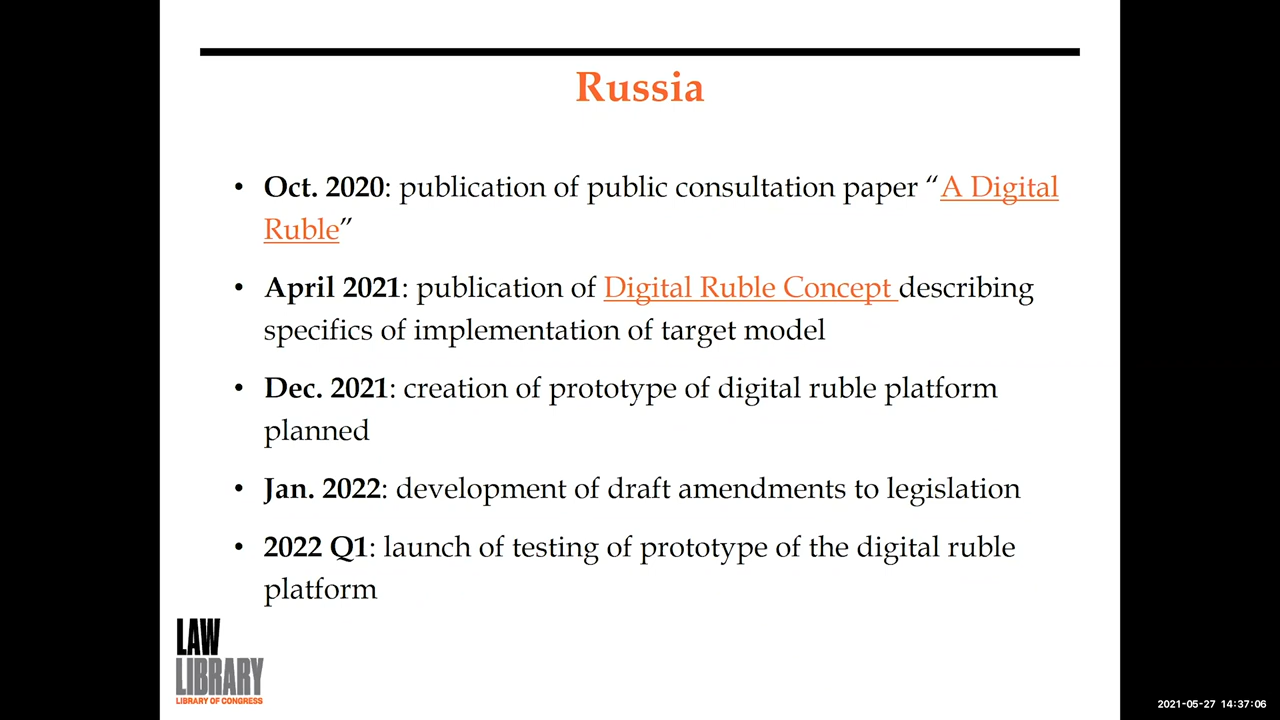 Russia
• Oct. 2020: publication of public consultation paper “A Digital
Ruble”
• April 2021: publication of Digital Ruble Concept describing
specifics of implementation of target model
• Dec. 2021: creation of prototype of digital ruble platform
planned
• Jan. 2022: development of draft amendments to legislation
• 2022 Q1: launch of testing of prototype of the digital ruble
platform
LAW
LIBRARY
LIBRARY OF CONGRESS
2021-05-27 14:37:06